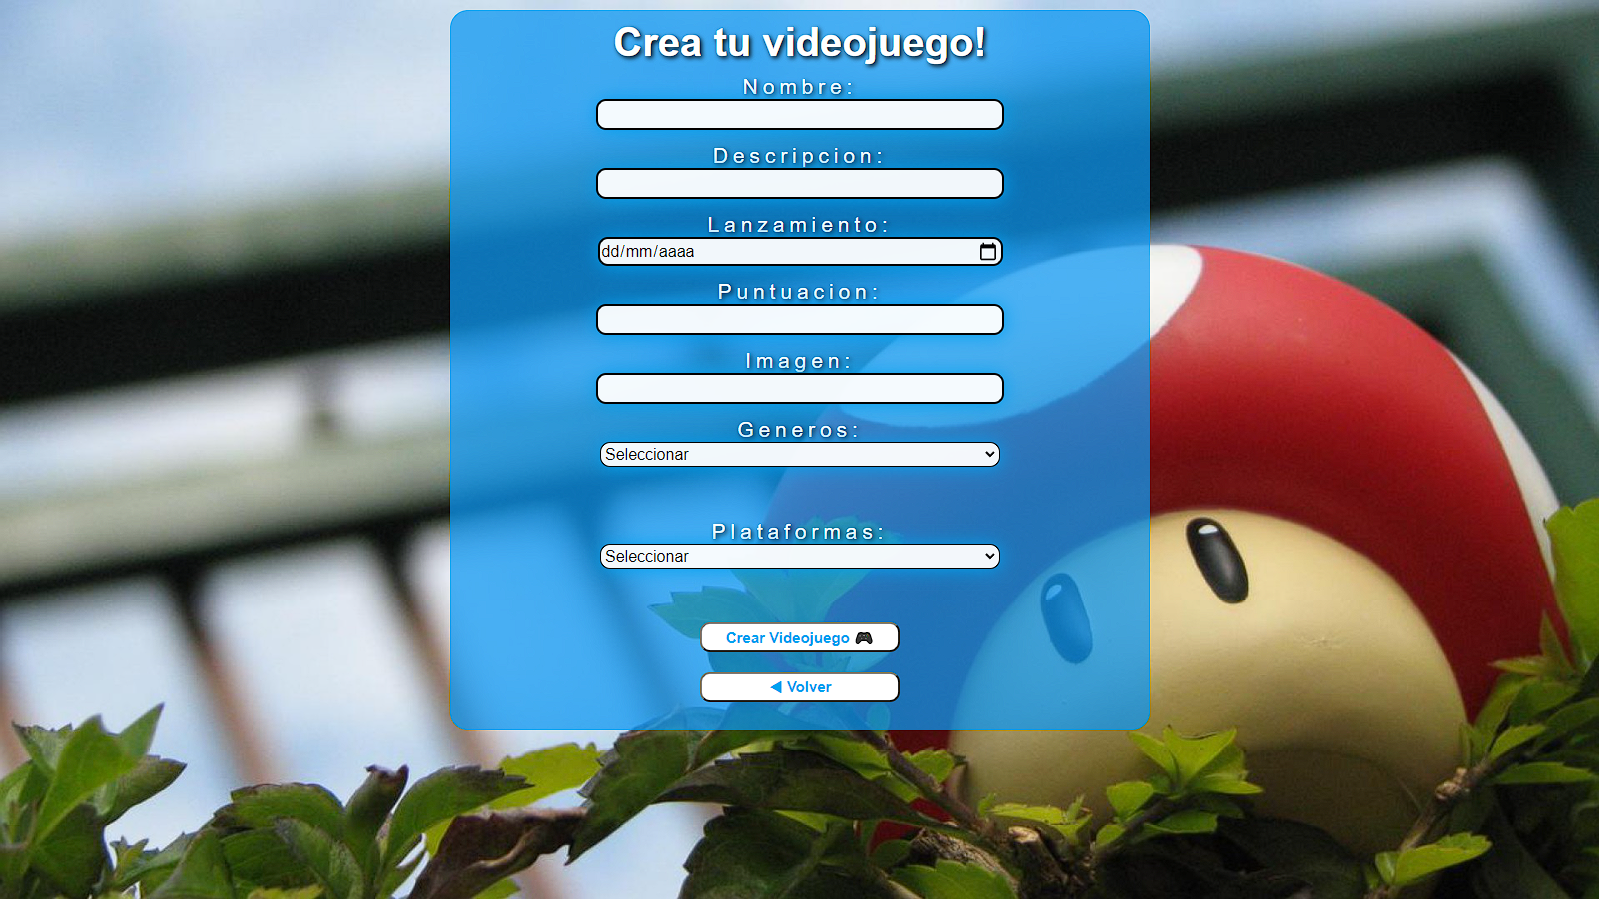 Crea tu videojuego!
Nombre:
Descripcion:
Lanzamiento:
dd/mm/aaaa
Puntuacion:
Imagen:
Generos:
Seleccionar
Plataformas:
Seleccionar
Crear Videojuego 🎮
◀ Volver